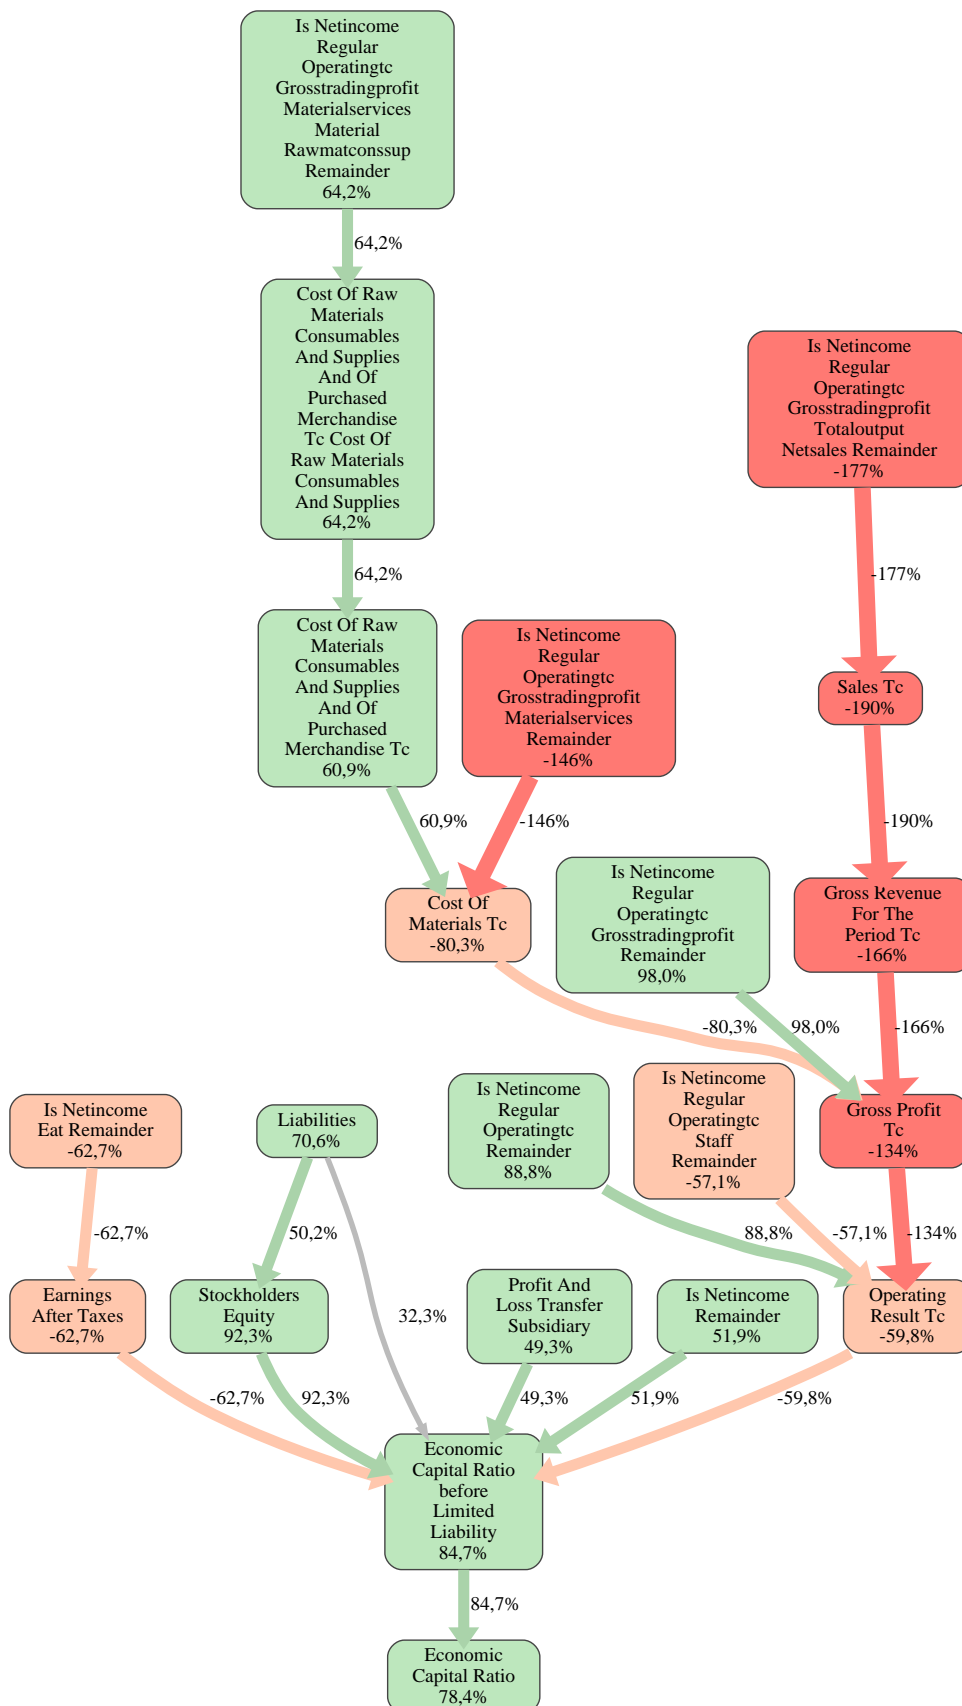 Is Netincome
Regular
Operatingtc
Grosstradingprofit
Materialservices
Material
Rawmatconssup
Remainder
64,2%
64,2%
Cost Of Raw
Materials
Consumables
And Supplies
And Of
Purchased
Merchandise
Tc Cost Of
Raw Materials
Consumables
And Supplies
64,2%
Is Netincome
Regular
Operatingtc
Grosstradingprofit
Totaloutput
Netsales Remainder
-177%
64,2%
-177%
Cost Of Raw
Materials
Consumables
And Supplies
And Of
Purchased
Merchandise Tc
60,9%
Is Netincome
Regular
Operatingtc
Grosstradingprofit
Materialservices
Remainder
-146%
Sales Tc
-190%
60,9%
-146%
-190%
Cost Of
Materials Tc
-80,3%
Is Netincome
Regular
Operatingtc
Grosstradingprofit
Remainder
98,0%
Gross Revenue
For The
Period Tc
-166%
-80,3%
98,0%
-166%
Is Netincome
Eat Remainder
-62,7%
Liabilities
70,6%
Is Netincome
Regular
Operatingtc
Remainder
88,8%
Is Netincome
Regular
Operatingtc
Staff
Remainder
-57,1%
Gross Profit
Tc
-134%
-62,7%
50,2%
88,8%
-57,1%
-134%
Earnings
After Taxes
-62,7%
Stockholders
Equity
92,3%
32,3%
Profit And
Loss Transfer
Subsidiary
49,3%
Is Netincome
Remainder
51,9%
Operating
Result Tc
-59,8%
-62,7%
92,3%
49,3%
51,9%
-59,8%
Economic
Capital Ratio
before
Limited
Liability
84,7%
84,7%
Economic
Capital Ratio
78,4%